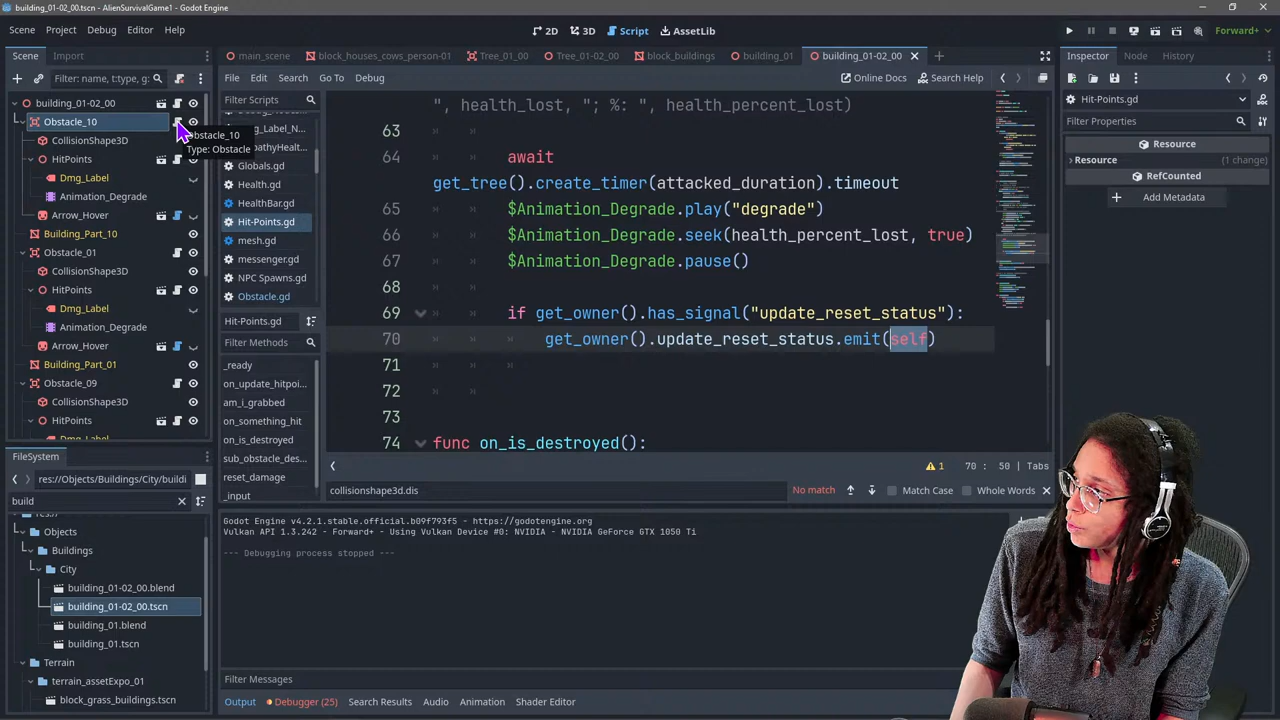 building_01-02_00.tscn - AlienSurvivalGame1 - Godot Engine
Scene Project Debug Editor Help
2D 3D Script AssetLib
Forward+
Scene Import
main_scene block_houses_cows_person-01 Tree_01_00 Tree_01-02_00 block_buildings building_01 building_01-02_00
Inspector Node History
Filter: name, t:type, g:
File Edit Search Go To Debug
Online Docs Search Help
building_01-02_00
Obstacle_10
CollisionShape3D
HitPoints
Dmg_Label
Animation_Degrade
Arrow_Hover
Building_Part_10
Obstacle_01
CollisionShape3D
HitPoints
Dmg_Label
Animation_Degrade
Arrow_Hover
Building_Part_01
Obstacle_09
CollisionShape3D
HitPoints
Dmg_Label
Obstacle_10
Type: Obstacle
Filter Scripts
Globals.gd
Health.gd
HealthBar.gd
Hit-Points.gd
mesh.gd
messenger.gd
NPC Spawns.gd
Obstacle.gd
Hit-Points.gd
Filter Methods
_ready
on_update_hitpoi...
am_i_grabbed
on_something_hit
on_is_destroyed
sub_obstacle_des...
reset_damage
_input
", health_lost, "; %: ", health_percent_lost)
63
64 await
get_tree().create_timer(attacked_duration).timeout
65 $Animation_Degrade.play("degrade")
66 $Animation_Degrade.seek(health_percent_lost, true)
67 $Animation_Degrade.pause()
68
69 if get_owner().has_signal("update_reset_status"):
70 get_owner().update_reset_status.emit(self)
71
72
73
74 func on_is_destroyed():
1 70 : 50 | Tabs
collisionshape3d.dis
No match Match Case Whole Words
Godot Engine v4.2.1.stable.official.b09f793f5 - https://godotengine.org
Vulkan API 1.3.242 - Forward+ - Using Vulkan Device #0: NVIDIA - NVIDIA GeForce GTX 1050 Ti
--- Debugging process stopped ---
Filter Messages
Output Debugger (25) Search Results Audio Animation Shader Editor
Hit-Points.gd
Filter Properties
Resource
Resource (1 change)
RefCounted
Add Metadata
FileSystem
res://Objects/Buildings/City/buildi
build
res://
Objects
Buildings
City
building_01-02_00.blend
building_01-02_00.tscn
building_01.blend
building_01.tscn
Terrain
terrain_assetExpo_01
block_grass_buildings.tscn